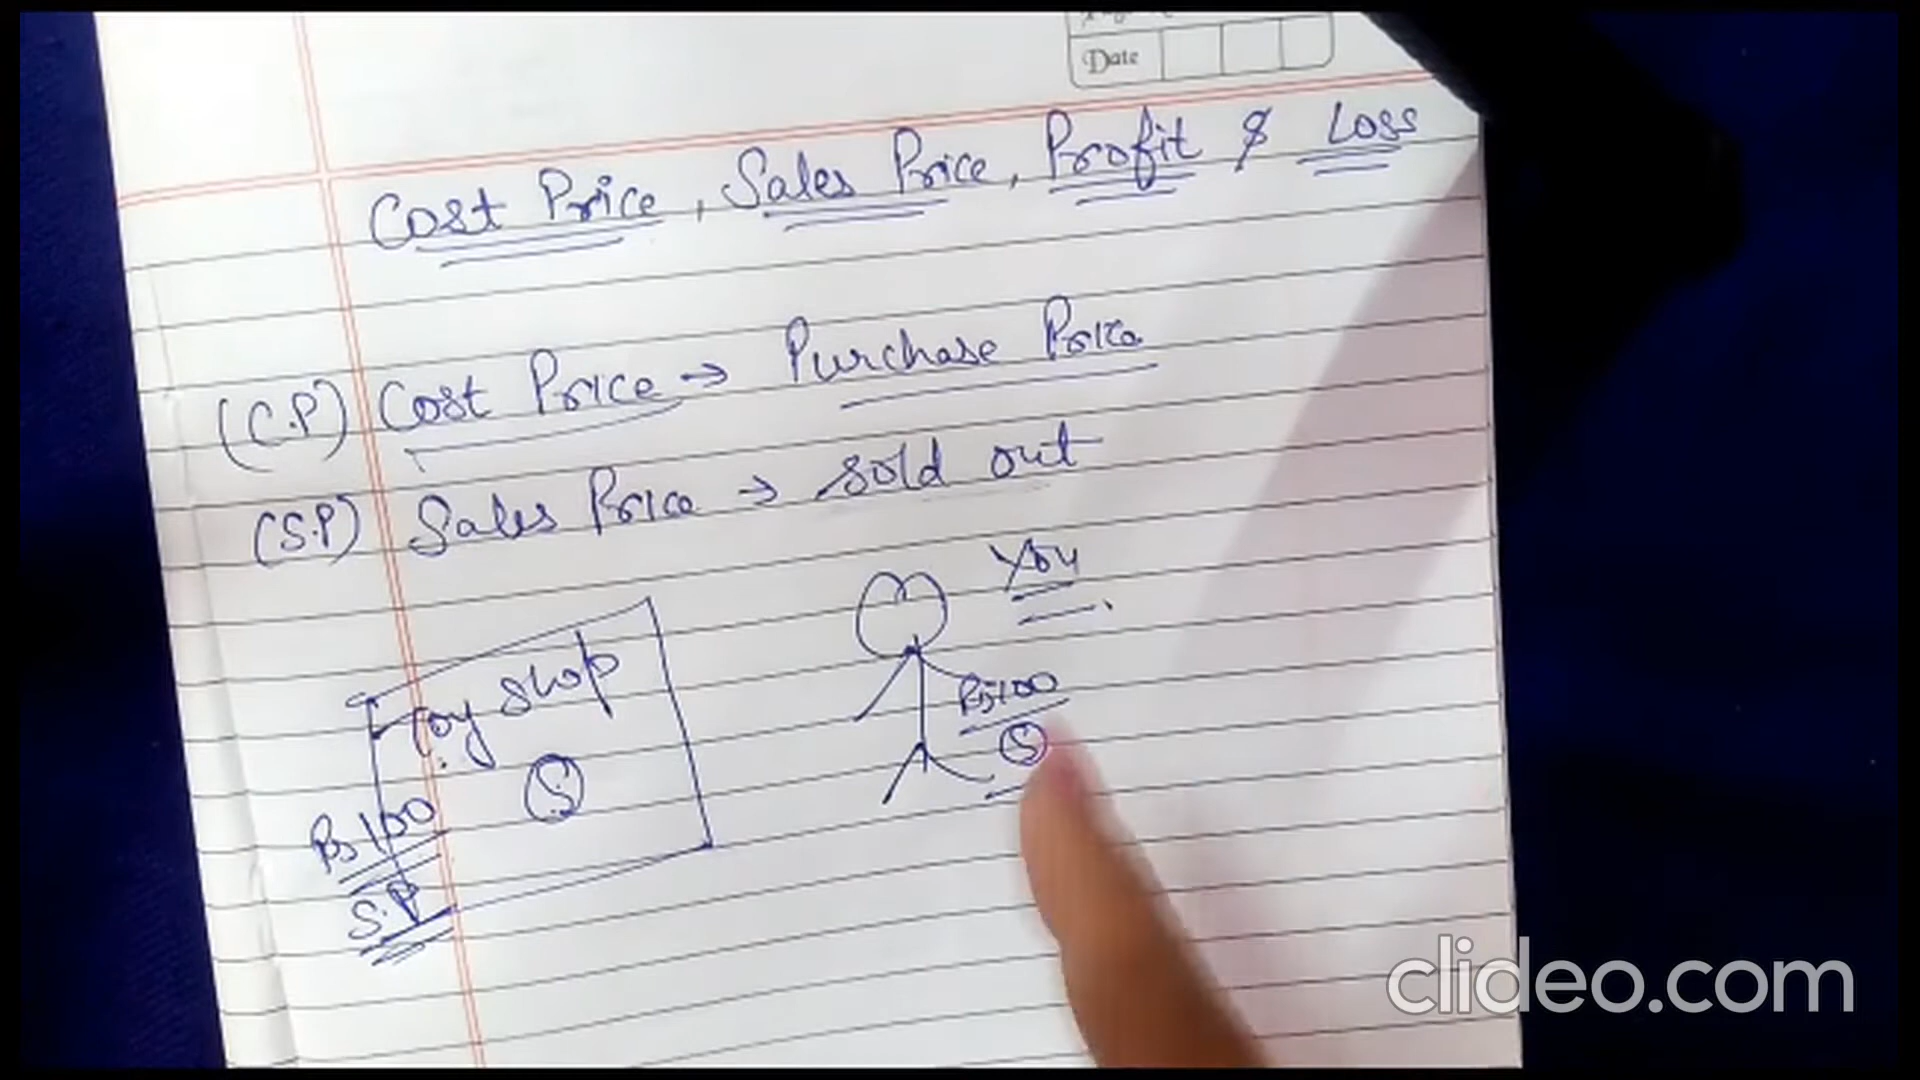 Date
Cost Price, Sales Price, Profit & Loss
(C.P) Cost Price → Purchase Price
(S.P) Sales Price → sold out
You
Toy shop
Rs 100
S
Rs 100
S
S.P
clideo.com